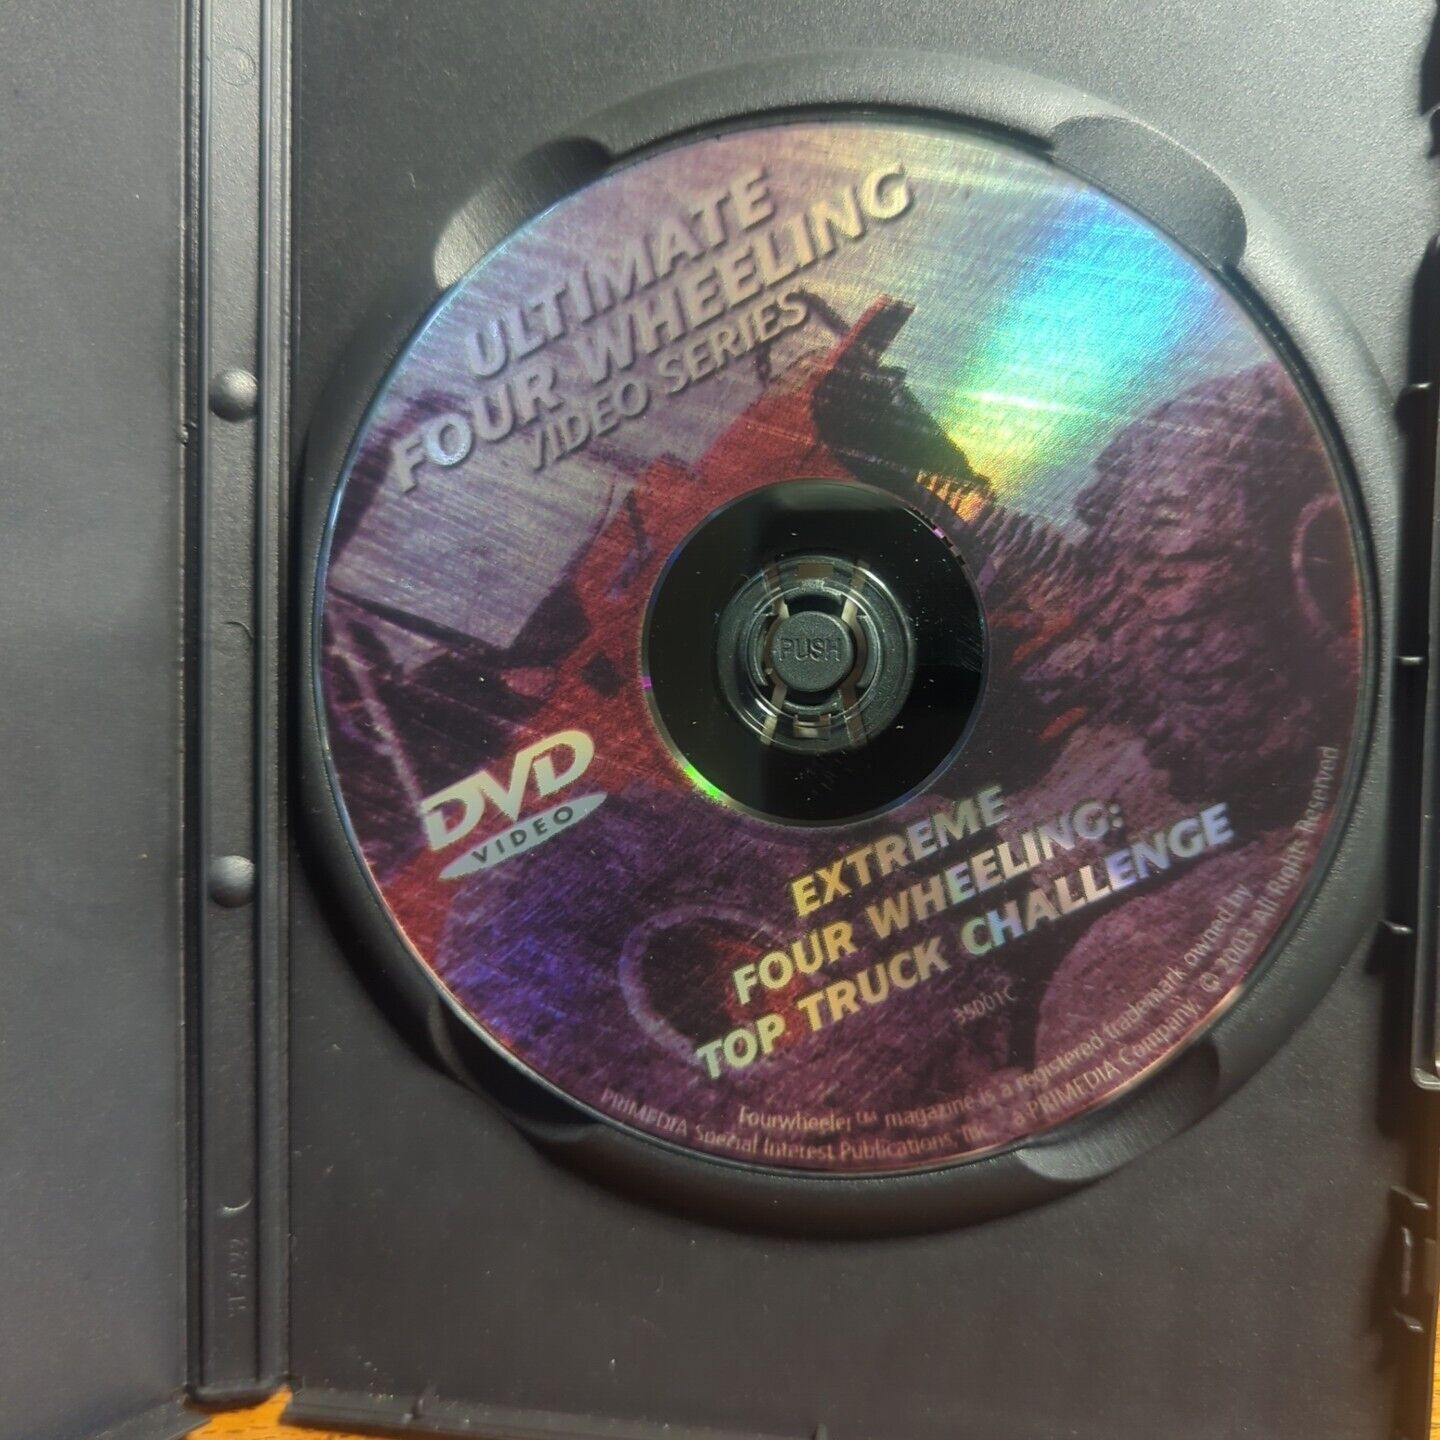 ULTIMATE
FOUR WHEELING
VIDEO SERIES
PUSH
DVD
VIDEO
EXTREME
FOUR WHEELING:
TOP TRUCK CHALLENGE
35001C
Fourwheeler™ magazine is a registered trademark owned by
PRIMEDIA Special Interest Publications, Inc. a PRIMEDIA Company. © 2003 All Rights Reserved